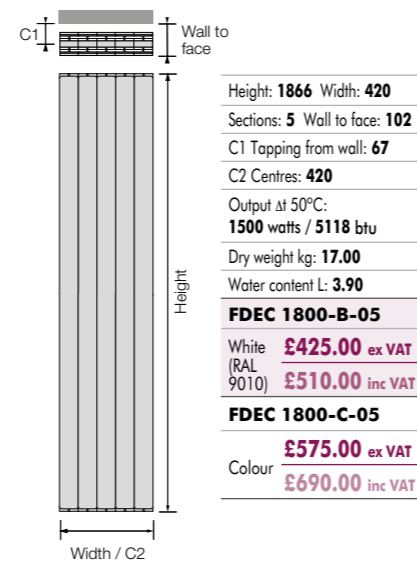 C1
Wall to
face
Height
Width / C2
Height: 1866 Width: 420
Sections: 5 Wall to face: 102
C1 Tapping from wall: 67
C2 Centres: 420
Output Δt 50°C:
1500 watts / 5118 btu
Dry weight kg: 17.00
Water content L: 3.90
FDEC 1800-B-05
White
(RAL
9010)
£425.00 ex VAT
£510.00 inc VAT
FDEC 1800-C-05
Colour
£575.00 ex VAT
£690.00 inc VAT